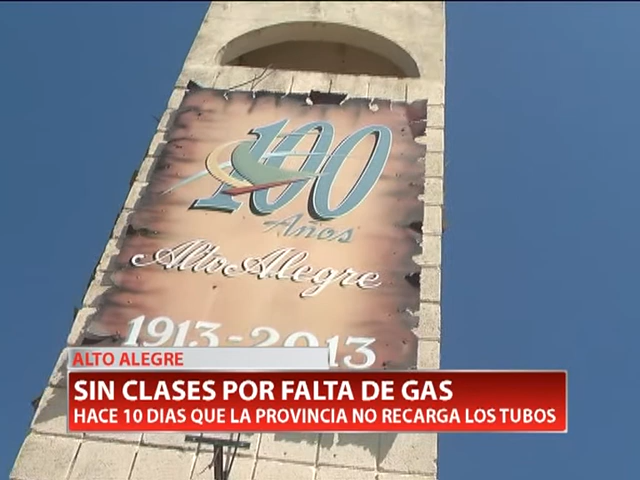 100
Años
Alto Alegre
1913-2013
ALTO ALEGRE
SIN CLASES POR FALTA DE GAS
HACE 10 DIAS QUE LA PROVINCIA NO RECARGA LOS TUBOS